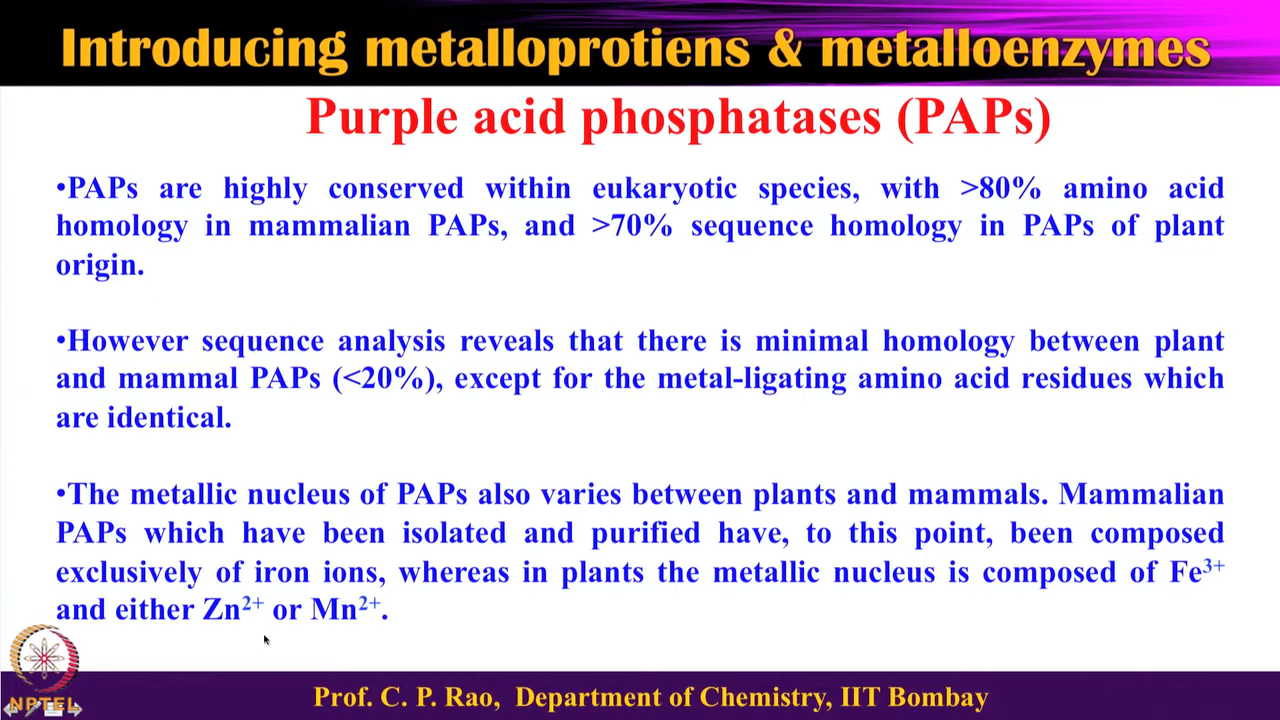 Introducing metalloprotiens & metalloenzymes
Purple acid phosphatases (PAPs)
•PAPs are highly conserved within eukaryotic species, with >80% amino acid
homology in mammalian PAPs, and >70% sequence homology in PAPs of plant
origin.
•However sequence analysis reveals that there is minimal homology between plant
and mammal PAPs (<20%), except for the metal-ligating amino acid residues which
are identical.
•The metallic nucleus of PAPs also varies between plants and mammals. Mammalian
PAPs which have been isolated and purified have, to this point, been composed
exclusively of iron ions, whereas in plants the metallic nucleus is composed of Fe³⁺
and either Zn²⁺ or Mn²⁺.
NPTEL
Prof. C. P. Rao, Department of Chemistry, IIT Bombay